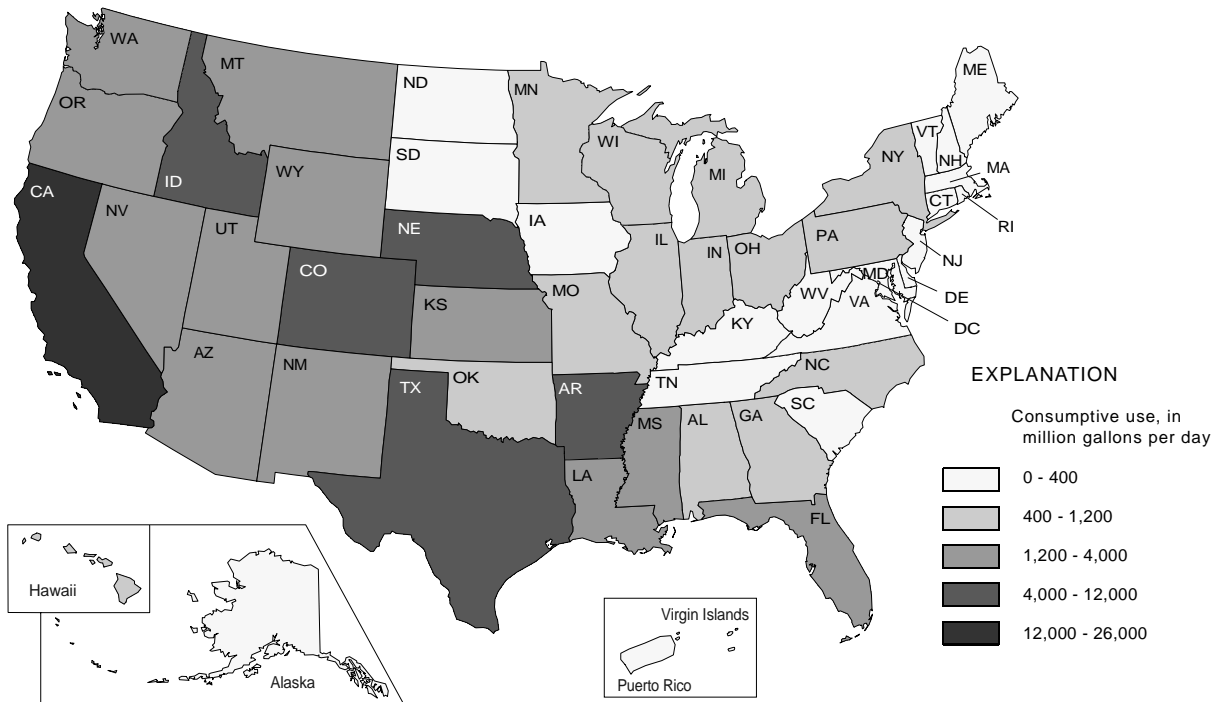 WA
MT
ND
MN
ME
OR
VT
WI
NY
NH
SD
MI
MA
ID
WY
CT
CA
NV
IA
RI
UT
NE
PA
IL
IN
OH
NJ
CO
MD
DE
MO
WV
VA
KS
DC
KY
AZ
NM
OK
NC
TN
TX
AR
SC
MS
AL
GA
LA
FL
EXPLANATION
Consumptive use, in
million gallons per day
0 - 400
400 - 1,200
1,200 - 4,000
4,000 - 12,000
12,000 - 26,000
Hawaii
Alaska
Virgin Islands
Puerto Rico